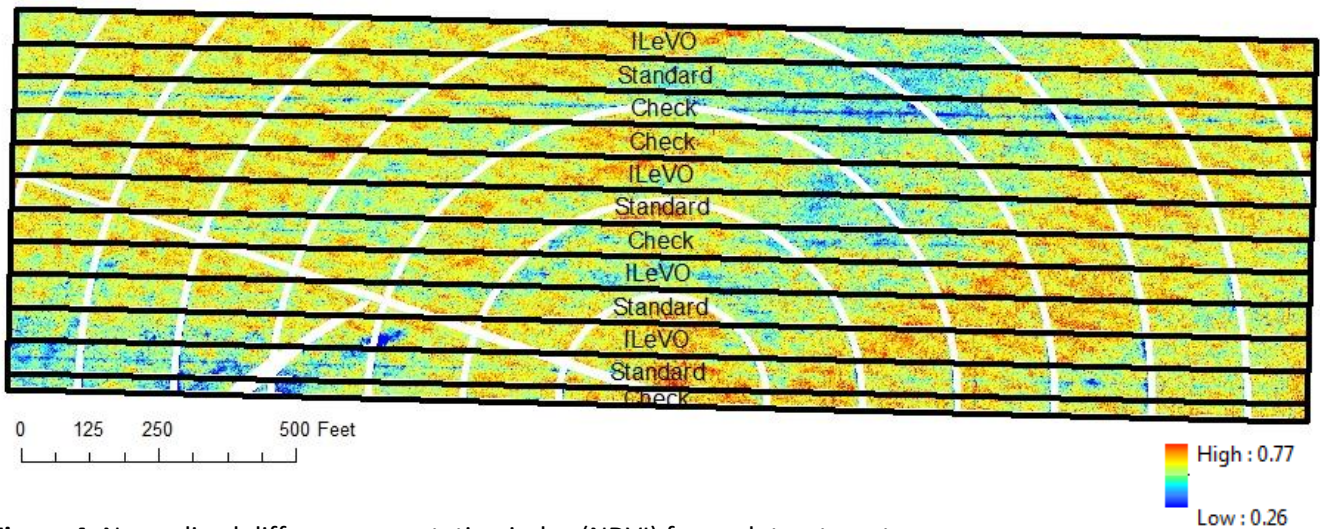 ILeVO
Standard
Check
Check
ILeVO
Standard
Check
ILeVO
Standard
ILeVO
Standard
Check
0 125 250 500 Feet
High : 0.77
Low : 0.26